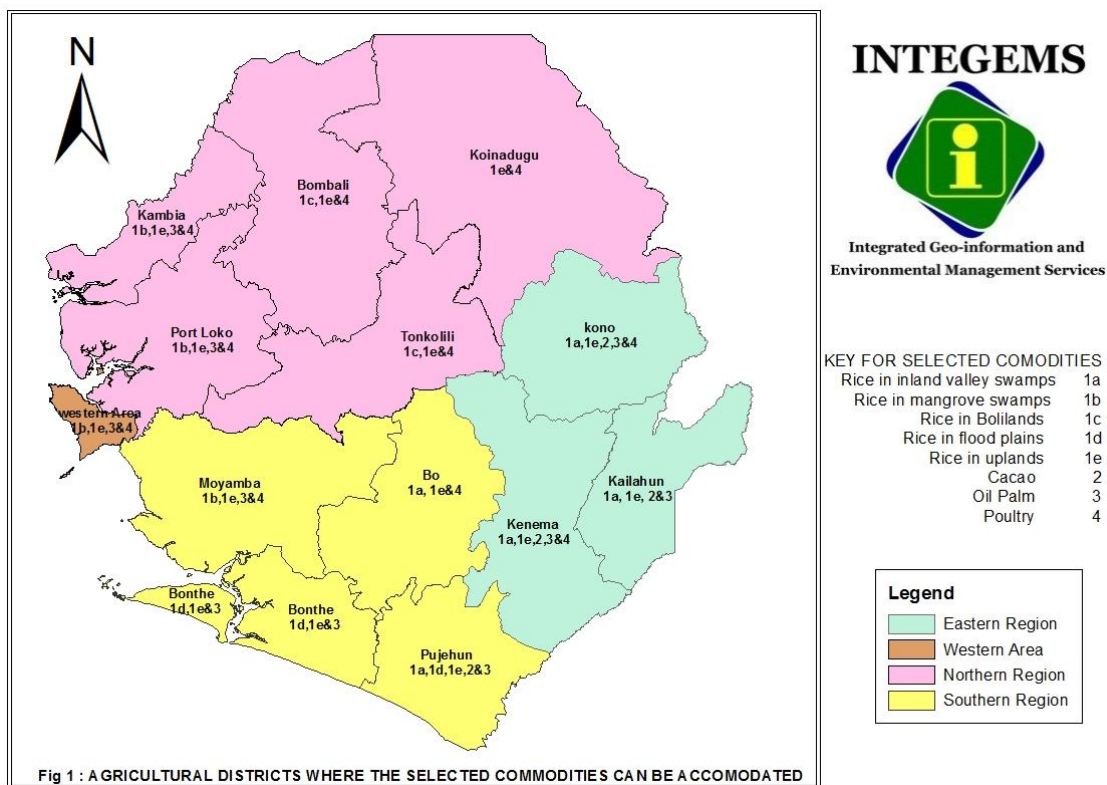 N
Koinadugu
1e&4
Bombali
1c,1e&4
Kambia
1b,1e,3&4
Port Loko
1b,1e,3&4
Tonkolili
1c,1e&4
kono
1a,1e,2,3&4
western Area
1b,1e,3&4
Moyamba
1b,1e,3&4
Bo
1a, 1e&4
Kailahun
1a, 1e, 2&3
Kenema
1a,1e,2,3&4
Bonthe
1d,1e&3
Bonthe
1d,1e&3
Pujehun
1a,1d,1e,2&3
Fig 1 : AGRICULTURAL DISTRICTS WHERE THE SELECTED COMMODITIES CAN BE ACCOMODATED
INTEGEMS
i
Integrated Geo-information and
Environmental Management Services
KEY FOR SELECTED COMODITIES
Rice in inland valley swamps 1a
Rice in mangrove swamps 1b
Rice in Bolilands 1c
Rice in flood plains 1d
Rice in uplands 1e
Cacao 2
Oil Palm 3
Poultry 4
Legend
Eastern Region
Western Area
Northern Region
Southern Region